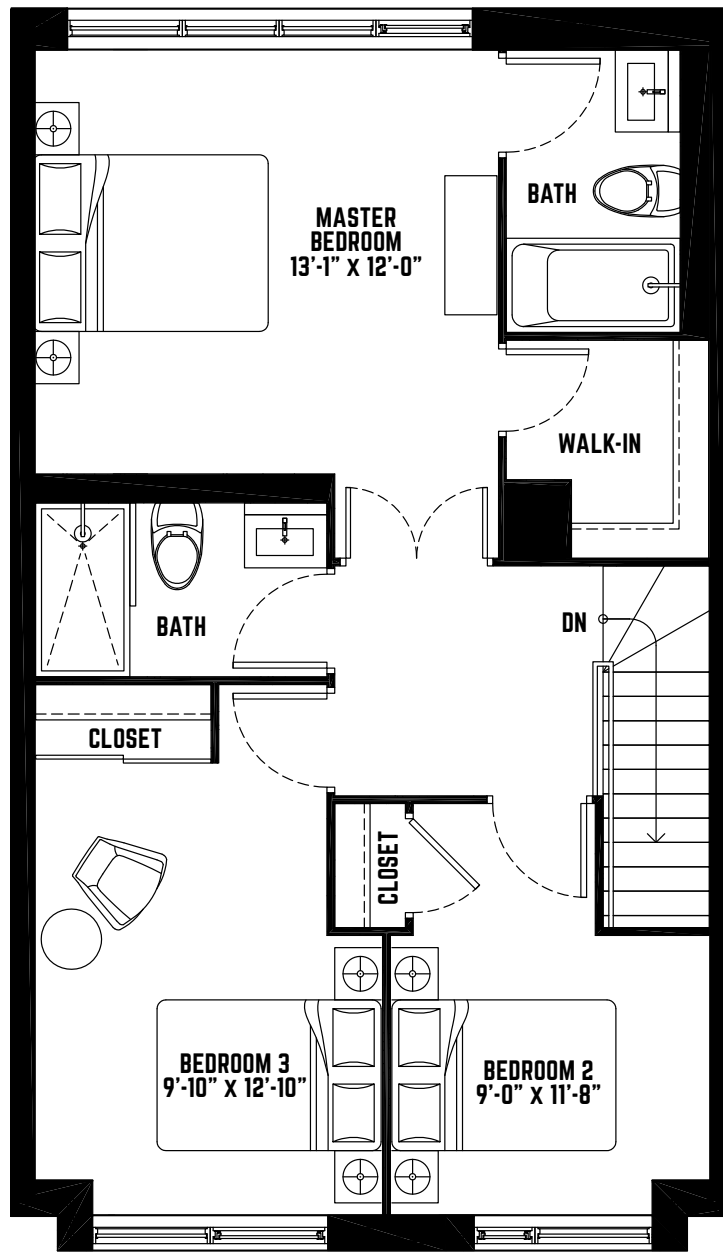 BATH
MASTER
BEDROOM
13’-1” X 12’-0”
WALK-IN
BATH
DN
CLOSET
CLOSET
BEDROOM 3
9’-10” X 12’-10”
BEDROOM 2
9’-0” X 11’-8”